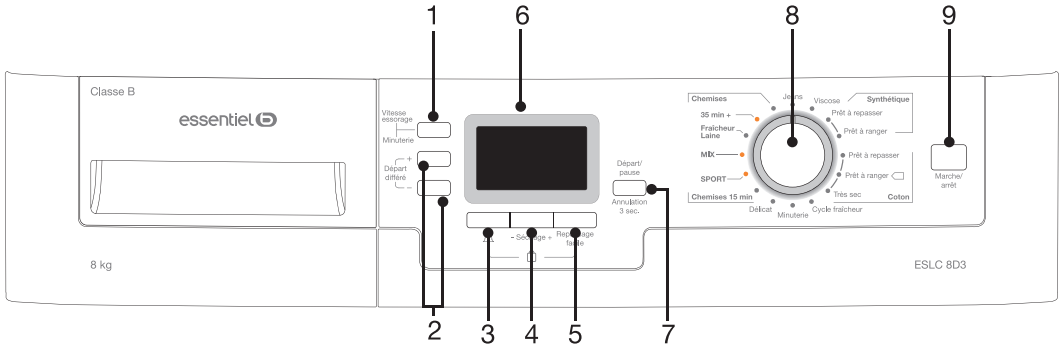 1
6
8
9
Classe B
essentiel b
8 kg
Vitesse
essorage
Minuterie
+
Départ
différé
-
- Séchage +
Repassage
facile
Départ/
pause
Annulation
3 sec.
Chemises
35 min +
Fraîcheur
Laine
MIX
SPORT
Chemises 15 min
Délicat
Minuterie
Cycle fraîcheur
Jeans
Viscose
Synthétique
Prêt à repasser
Prêt à ranger
Prêt à repasser
Prêt à ranger
Très sec
Coton
Marche/
arrêt
ESLC 8D3
2
3
4
5
7